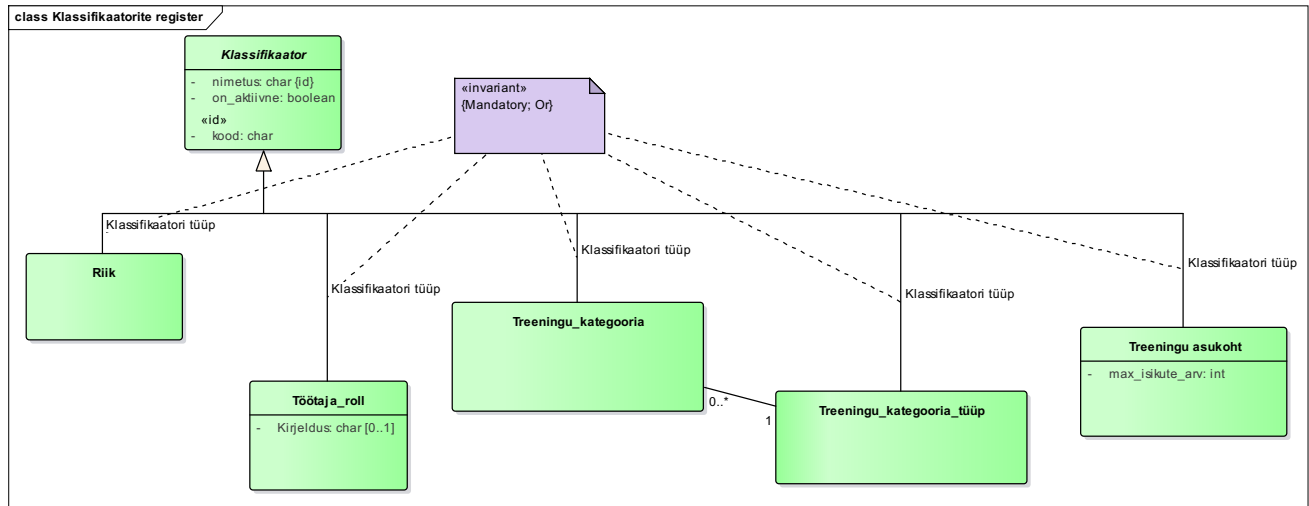 class Klassifikaatorite register
Klassifikaator
- nimetus: char {id}
- on_aktiivne: boolean
«id»
- kood: char
«invariant»
{Mandatory; Or}
Klassifikaatori tüüp
Klassifikaatori tüüp
Klassifikaatori tüüp
Klassifikaatori tüüp
Klassifikaatori tüüp
Riik
Töötaja_roll
- Kirjeldus: char [0..1]
Treeningu_kategooria
0..*
1
Treeningu_kategooria_tüüp
Treeningu asukoht
- max_isikute_arv: int